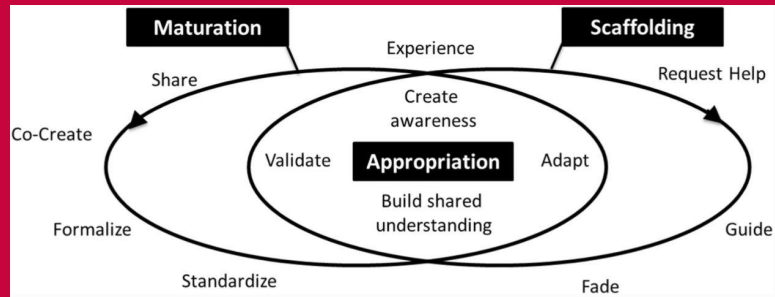 Maturation
Scaffolding
Experience
Share
Request Help
Create
awareness
Co-Create
Validate
Appropriation
Adapt
Build shared
understanding
Formalize
Guide
Standardize
Fade